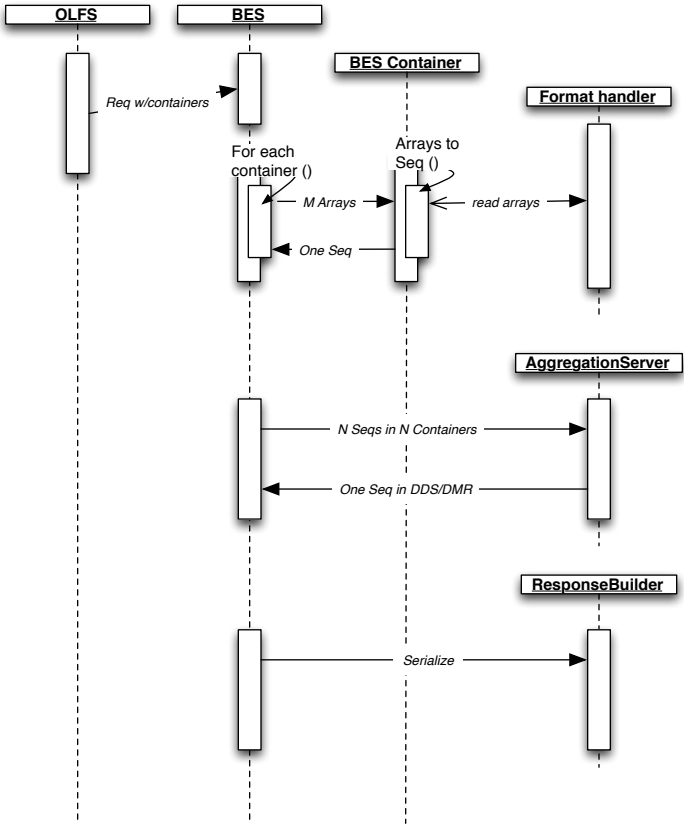 OLFS
BES
BES Container
Format handler
Req w/containers
For each
container ()
Arrays to
Seq ()
M Arrays
read arrays
One Seq
AggregationServer
N Seqs in N Containers
One Seq in DDS/DMR
ResponseBuilder
Serialize